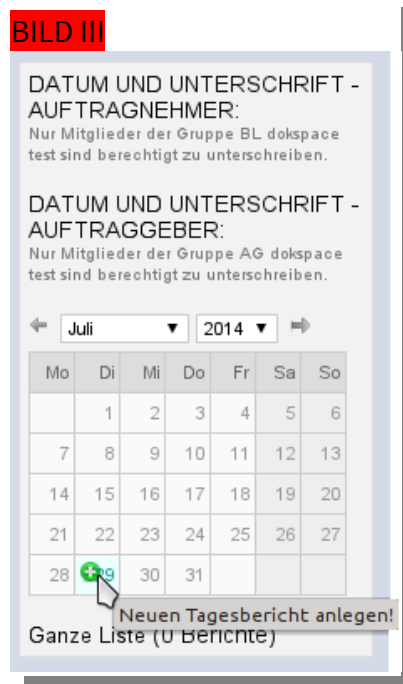 BILD III
DATUM UND UNTERSCHRIFT -
AUFTRAGNEHMER:
Nur Mitglieder der Gruppe BL dokspace
test sind berechtigt zu unterschreiben.
DATUM UND UNTERSCHRIFT -
AUFTRAGGEBER:
Nur Mitglieder der Gruppe AG dokspace
test sind berechtigt zu unterschreiben.
Juli 2014
Mo Di Mi Do Fr Sa So
1 2 3 4 5 6
7 8 9 10 11 12 13
14 15 16 17 18 19 20
21 22 23 24 25 26 27
28 29 30 31
Neuen Tagesbericht anlegen!
Ganze Liste (0 Berichte)